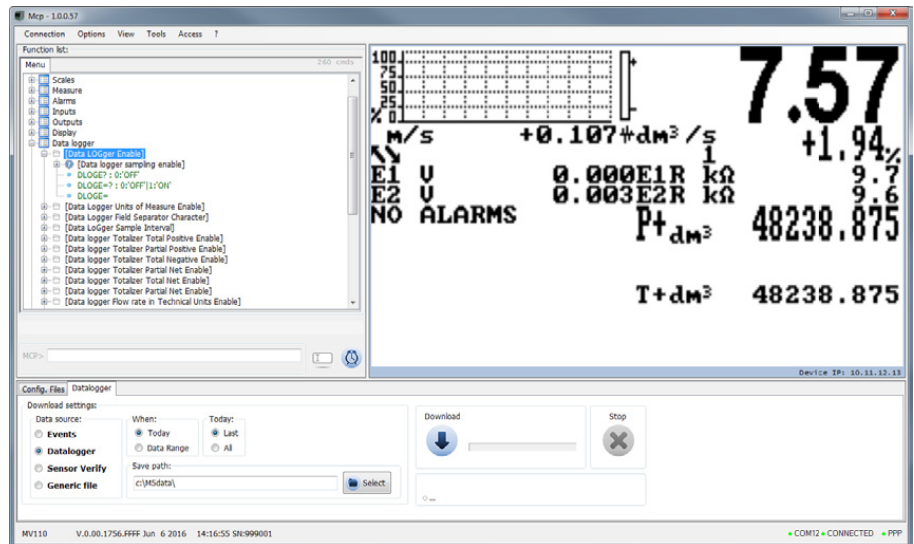 Mcp - 1.0.0.57
Connection Options View Tools Access ?
Function list:
Menu
260 cmds
Scales
Measure
Alarms
Inputs
Outputs
Display
Data logger
[Data LOGger Enable]
[Data logger sampling enable]
DLOGE? : 0:'OFF'
DLOGE=? : 0:'OFF'|1:'ON'
DLOGE=
[Data Logger Units of Measure Enable]
[Data Logger Field Separator Character]
[Data LoGger Sample Interval]
[Data logger Totalizer Total Positive Enable]
[Data logger Totalizer Partial Positive Enable]
[Data logger Totalizer Total Negative Enable]
[Data logger Totalizer Partial Net Enable]
[Data logger Totalizer Total Net Enable]
[Data logger Totalizer Partial Net Enable]
[Data logger Flow rate in Technical Units Enable]
MCP>
100
75
50
25
% 0
+
-
7.57
m/s +0.107 dm³/s +1.94%
1
E1 V 0.000 E1R kΩ 9.7
E2 V 0.003 E2R kΩ 9.6
NO ALARMS
P+dm³ 48238.875
T+dm³ 48238.875
Device IP: 10.11.12.13
Config. Files Datalogger
Download settings:
Data source:
Events
Datalogger
Sensor Verify
Generic file
When:
Today
Data Range
Today:
Last
All
Save path:
c:\MSdata\
Select
Download
Stop
MV110 V.0.00.1756.FFFF Jun 6 2016 14:16:55 SN:999001
COM12 CONNECTED PPP